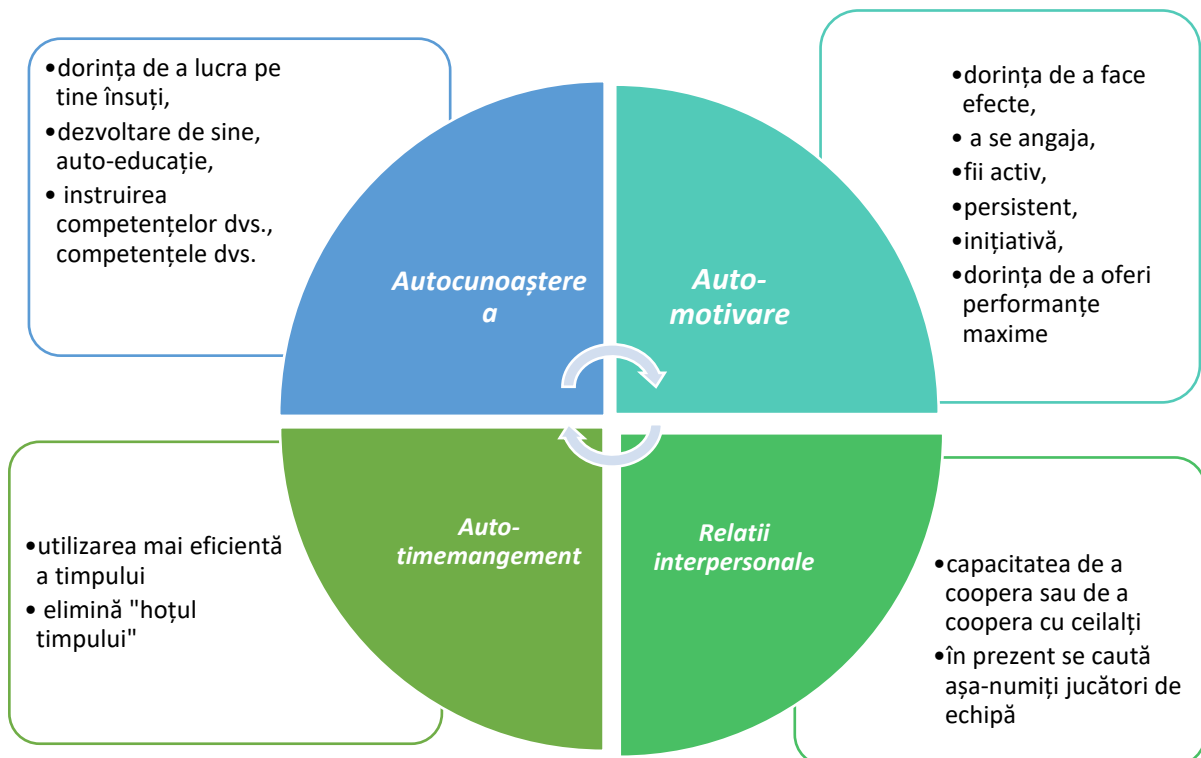 •dorința de a lucra pe
tine însuți,
•dezvoltare de sine,
auto-educație,
• instruirea
competențelor dvs.,
competențele dvs.
•dorința de a face
efecte,
• a se angaja,
•fii activ,
•persistent,
•inițiativă,
•dorința de a oferi
performanțe
maxime
Autocunoaștere
a
Auto-
motivare
Auto-
timemangement
Relatii
interpersonale
•utilizarea mai eficientă
a timpului
• elimină "hoțul
timpului"
•capacitatea de a
coopera sau de a
coopera cu ceilalți
•în prezent se caută
așa-numiți jucători de
echipă